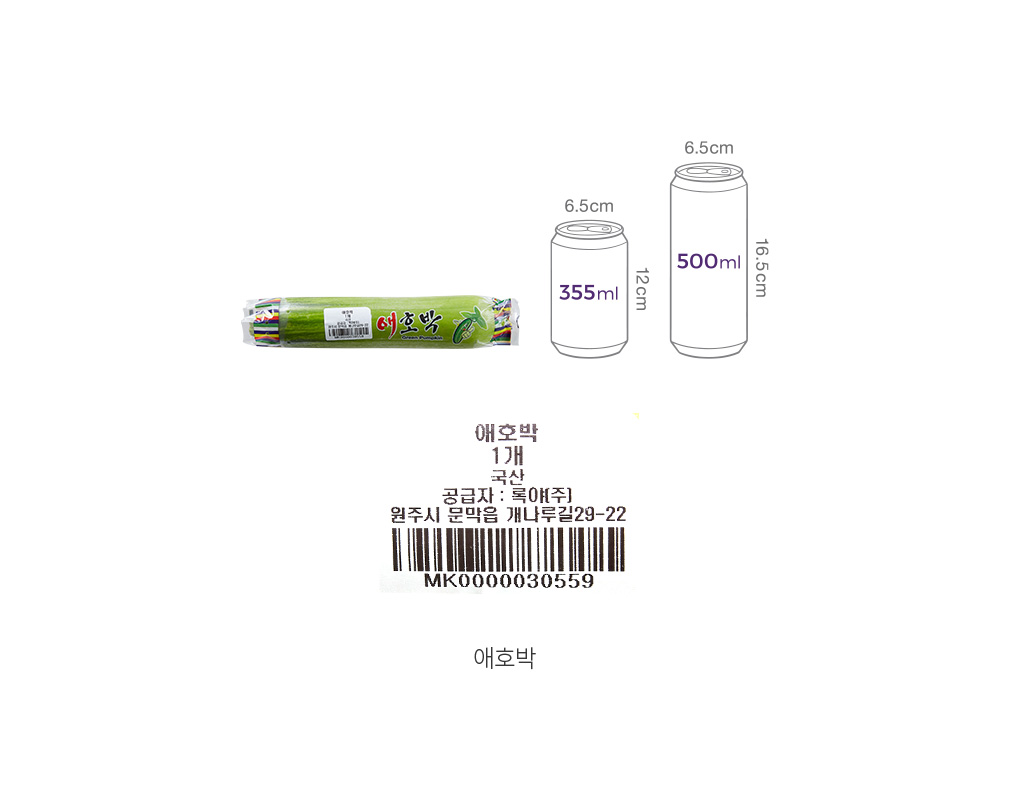 6.5cm
6.5cm
16.5cm
500ml
355ml
12cm
애호박
Green Pumpkin
애호박
1개
국산
공급자 : 록야(주)
원주시 문막읍 개나루길29-22
MK0000030559
애호박